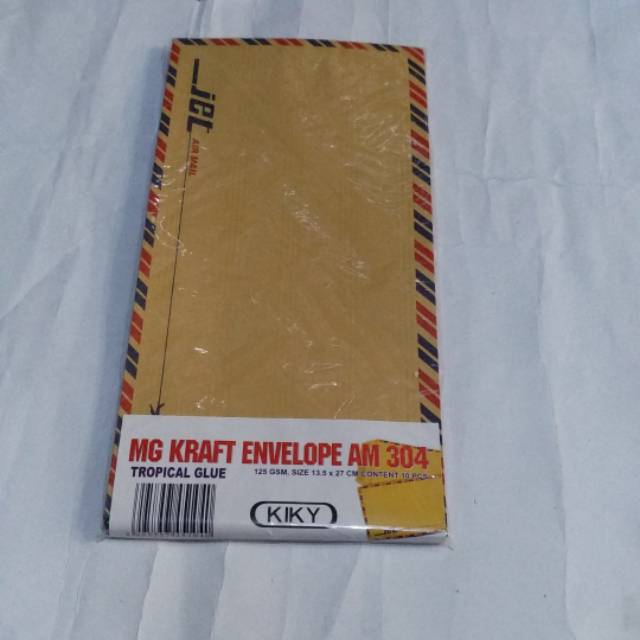 Jet
AIR MAIL
MG KRAFT ENVELOPE AM 304
TROPICAL GLUE
125 GSM, SIZE 13.5 x 27 CM CONTENT 10 PCS
KIKY